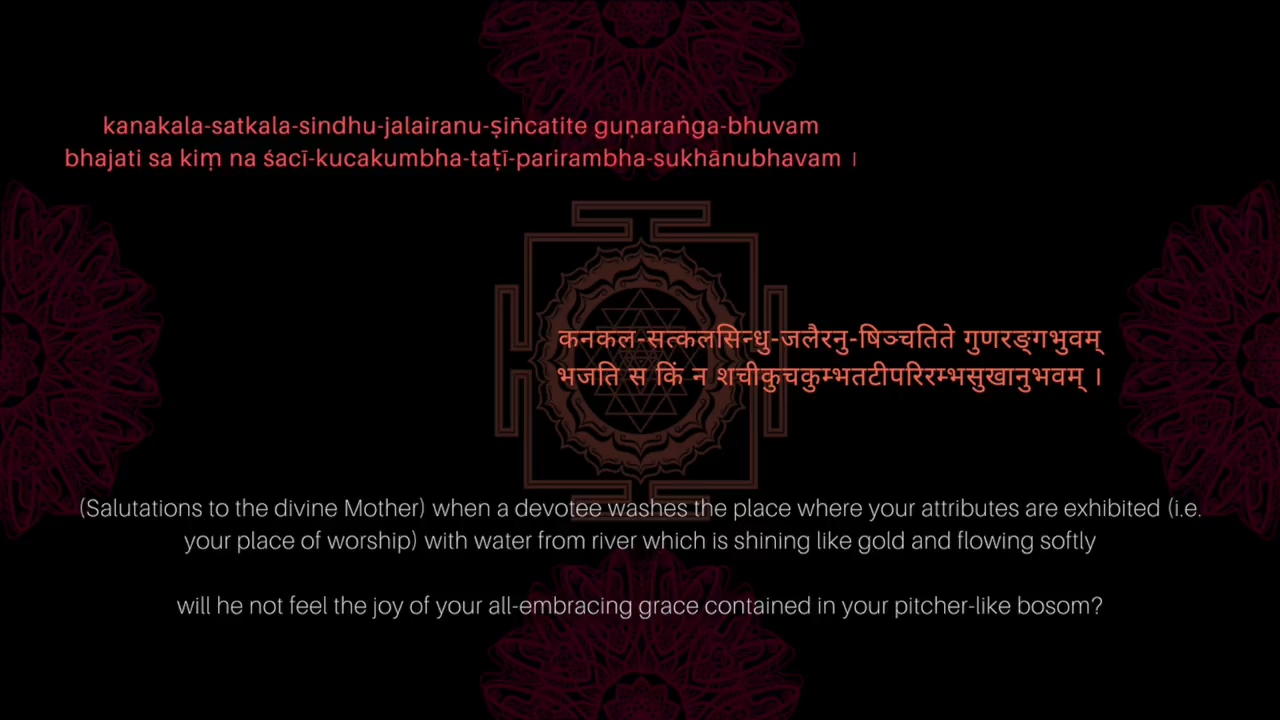 kanakala-satkala-sindhu-jalairanu-ṣiñcatite guṇaraṅga-bhuvam
bhajati sa kiṃ na śacī-kucakumbha-taṭī-parirambha-sukhānubhavam ।
कनकल-सत्कलसिन्धु-जलैरनु-षिञ्चतिते गुणरङ्गभुवम्
भजति स किं न शचीकुचकुम्भतटीपरिरम्भसुखानुभवम् ।
(Salutations to the divine Mother) when a devotee washes the place where your attributes are exhibited (i.e.
your place of worship) with water from river which is shining like gold and flowing softly
will he not feel the joy of your all-embracing grace contained in your pitcher-like bosom?